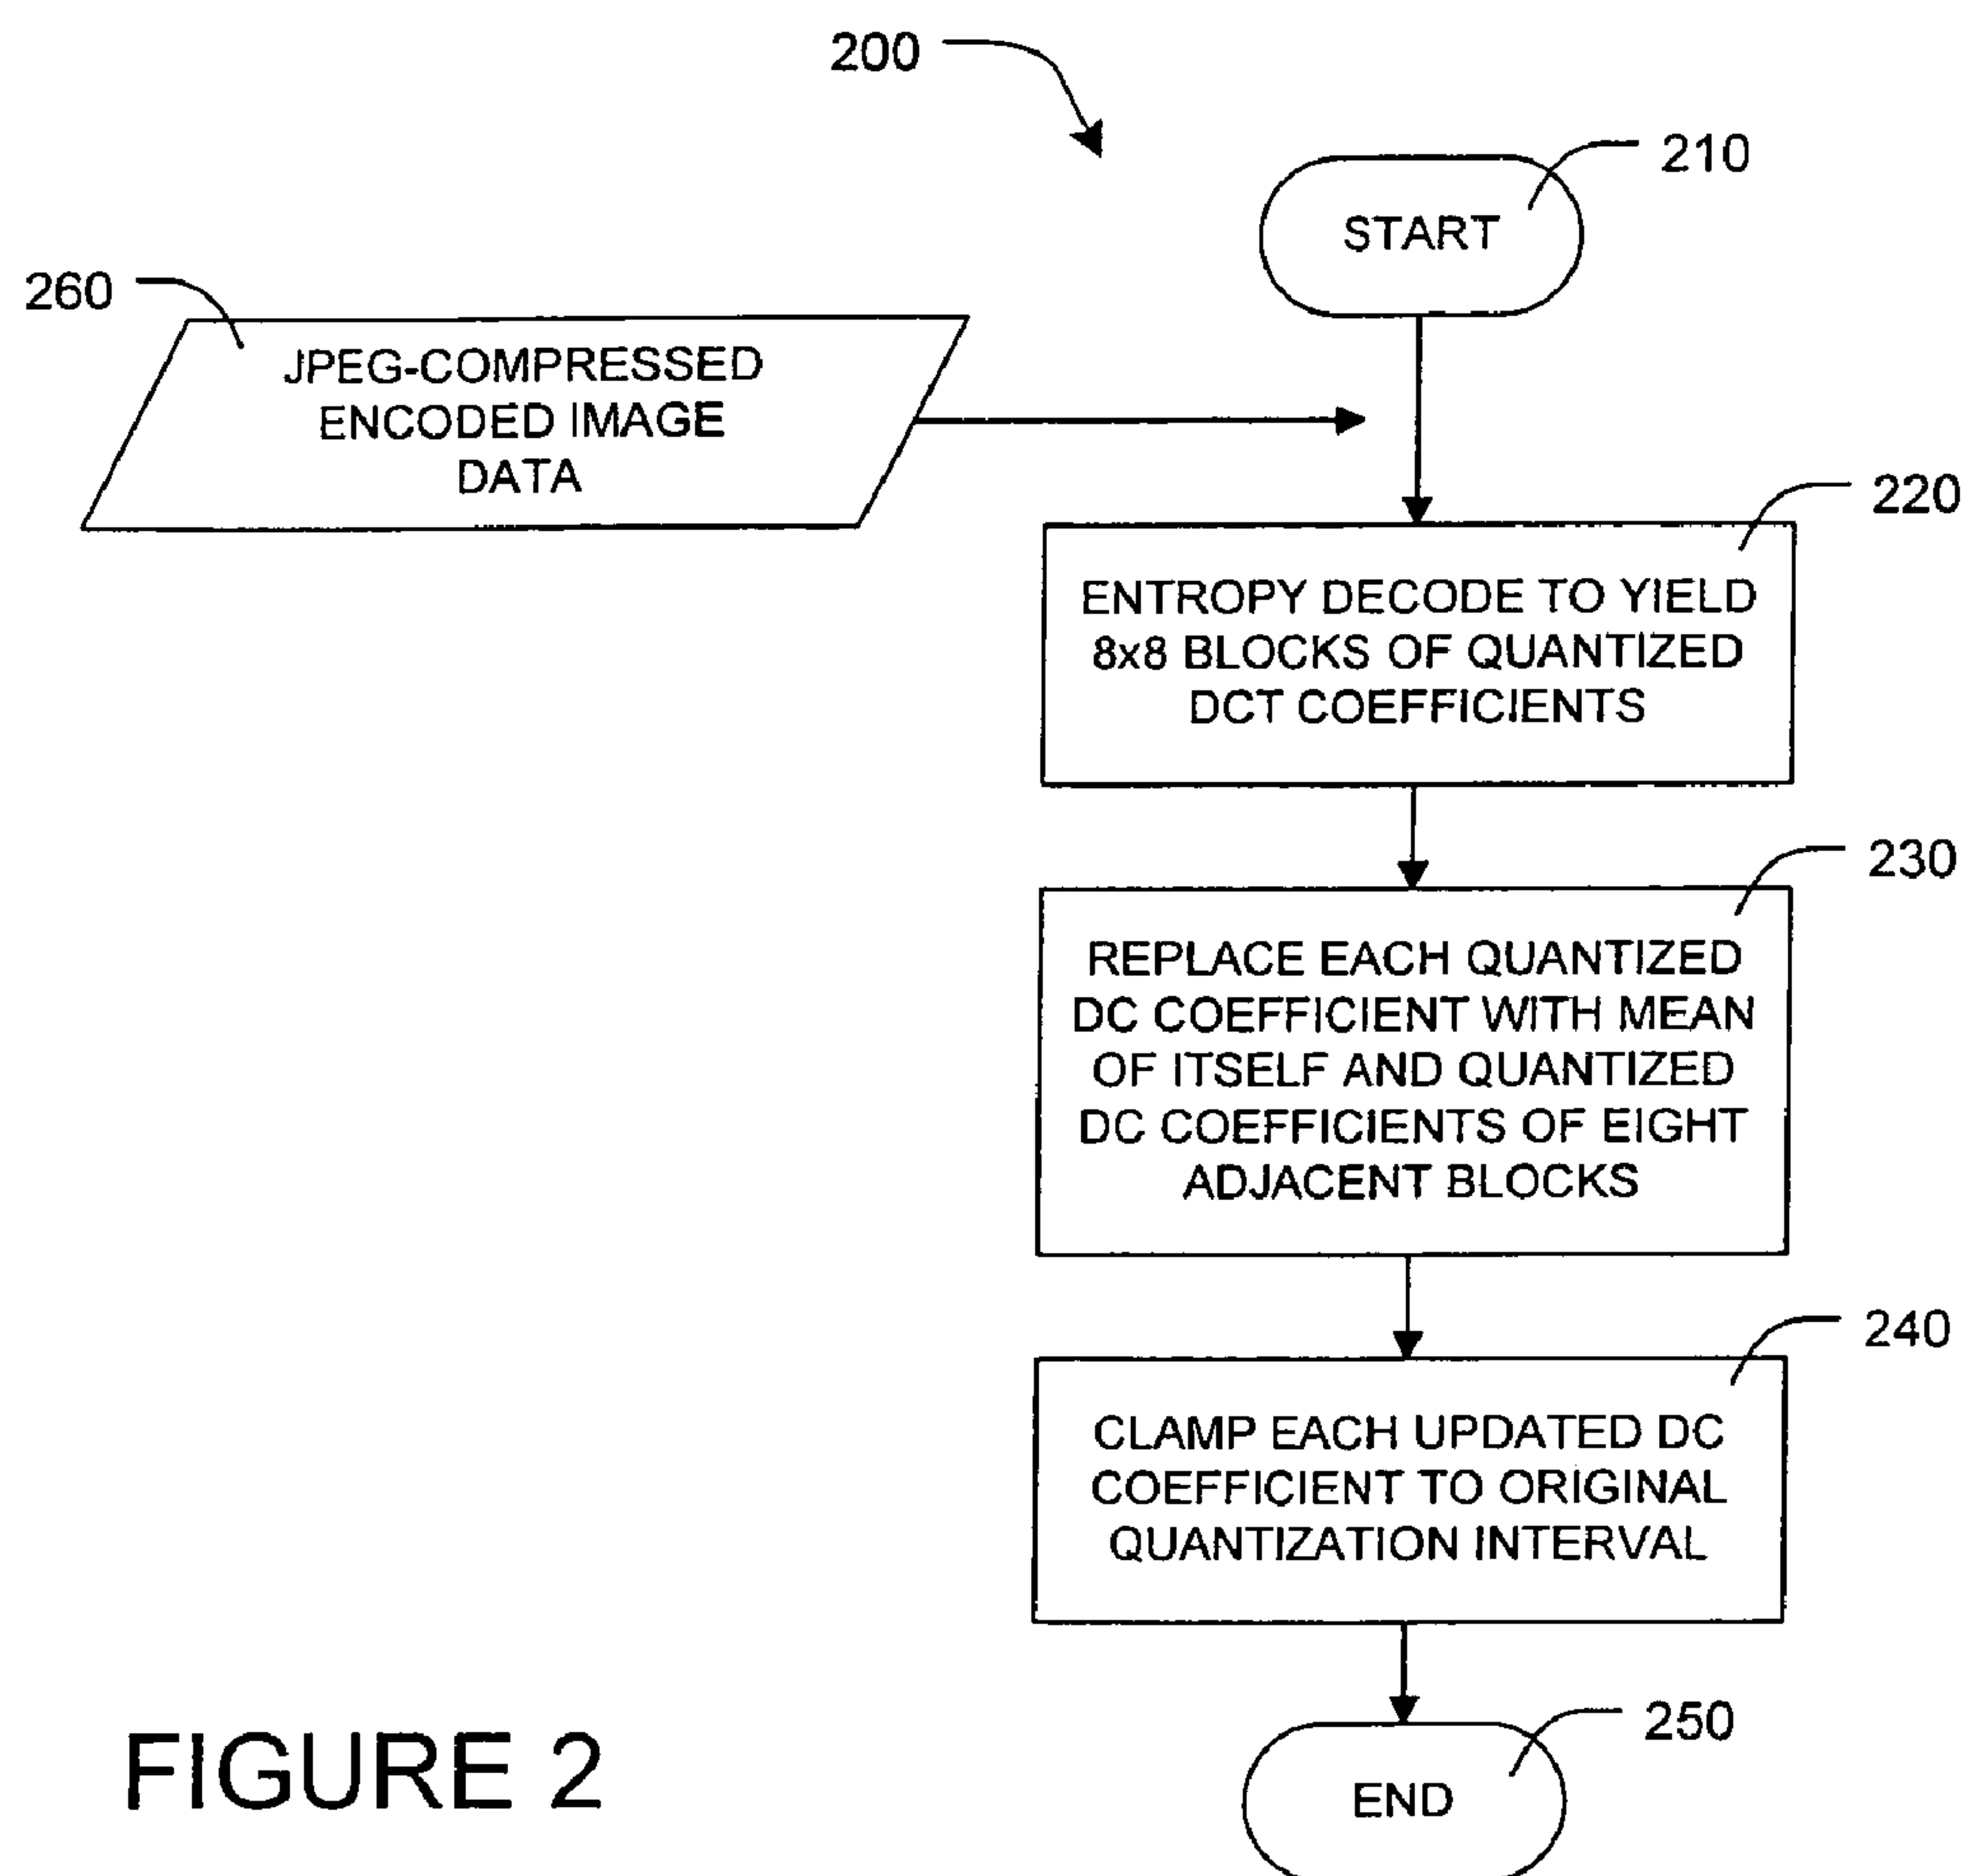 200
210
START
260
JPEG-COMPRESSED
ENCODED IMAGE
DATA
220
ENTROPY DECODE TO YIELD
8x8 BLOCKS OF QUANTIZED
DCT COEFFICIENTS
230
REPLACE EACH QUANTIZED
DC COEFFICIENT WITH MEAN
OF ITSELF AND QUANTIZED
DC COEFFICIENTS OF EIGHT
ADJACENT BLOCKS
240
CLAMP EACH UPDATED DC
COEFFICIENT TO ORIGINAL
QUANTIZATION INTERVAL
250
END
FIGURE 2